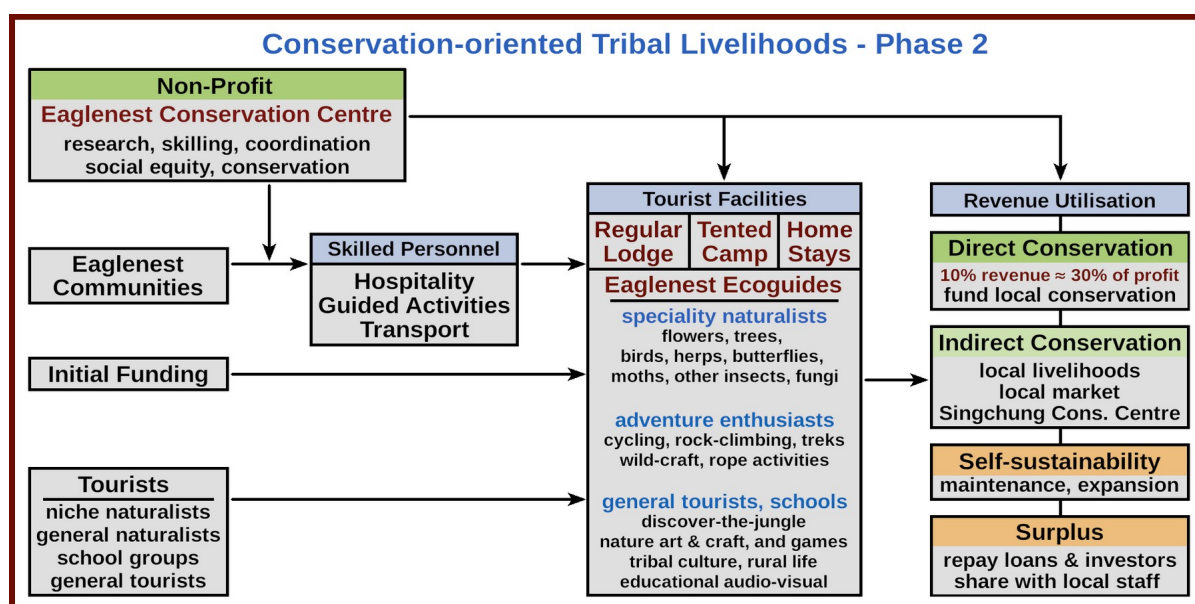 Conservation-oriented Tribal Livelihoods - Phase 2
Non-Profit
Eaglenest Conservation Centre
research, skilling, coordination
social equity, conservation
Eaglenest
Communities
Skilled Personnel
Hospitality
Guided Activities
Transport
Initial Funding
Tourists
niche naturalists
general naturalists
school groups
general tourists
Tourist Facilities
Regular
Lodge
Tented
Camp
Home
Stays
Eaglenest Ecoguides
speciality naturalists
flowers, trees,
birds, herps, butterflies,
moths, other insects, fungi
adventure enthusiasts
cycling, rock-climbing, treks
wild-craft, rope activities
general tourists, schools
discover-the-jungle
nature art & craft, and games
tribal culture, rural life
educational audio-visual
Revenue Utilisation
Direct Conservation
10% revenue ≈ 30% of profit
fund local conservation
Indirect Conservation
local livelihoods
local market
Singchung Cons. Centre
Self-sustainability
maintenance, expansion
Surplus
repay loans & investors
share with local staff